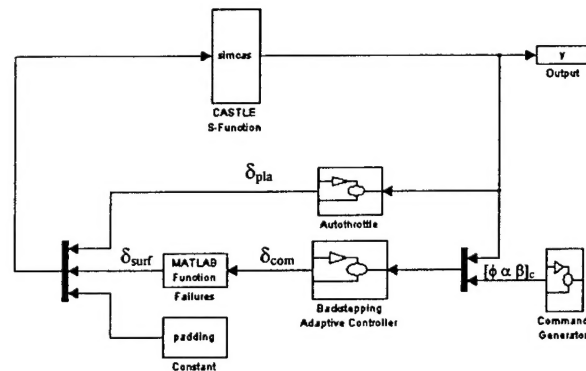 simcas
y
CASTLE
S-Function
Output
δpla
Autothrottle
δsurf
MATLAB
Function
δcom
[ϕ α β]c
Failures
Backstepping
Adaptive Controller
Command
Generator
padding
Constant